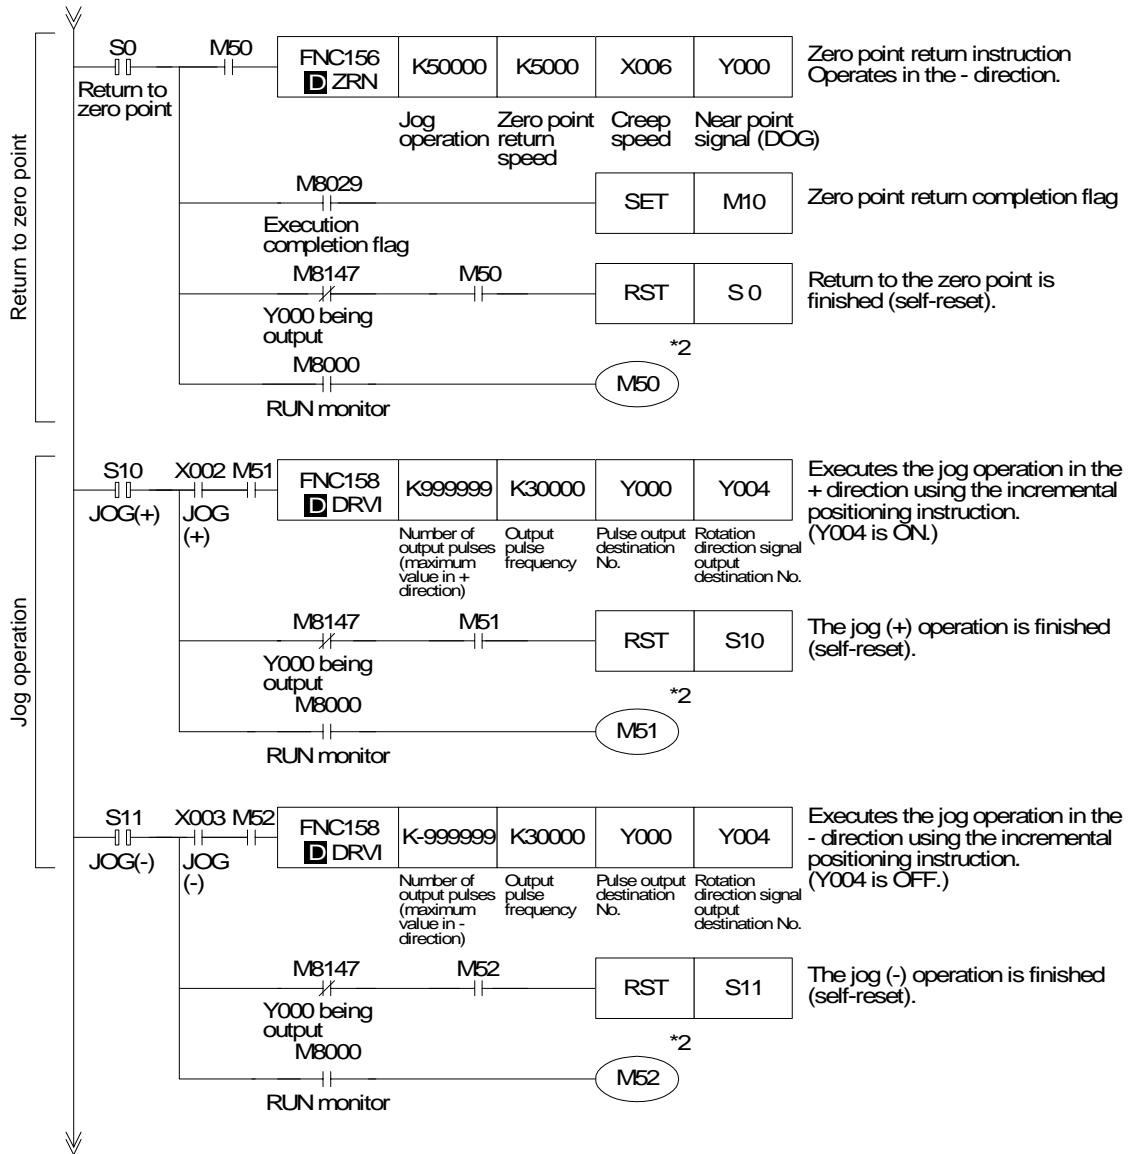 Return to zero point
S0
M50
FNC156
D ZRN
K50000
K5000
X006
Y000
Zero point return instruction
Operates in the - direction.
Return to
zero point
Jog
operation
Zero point
return
speed
Creep
speed
Near point
signal (DOG)
M8029
SET
M10
Zero point return completion flag
Execution
completion flag
M8147
M50
RST
S 0
Return to the zero point is
finished (self-reset).
Y000 being
output
*2
M8000
M50
RUN monitor
Jog operation
S10
X002
M51
FNC158
D DRVI
K999999
K30000
Y000
Y004
Executes the jog operation in the
+ direction using the incremental
positioning instruction.
(Y004 is ON.)
JOG(+)
JOG
(+)
Number of
output pulses
(maximum
value in +
direction)
Output
pulse
frequency
Pulse output
destination
No.
Rotation
direction signal
output
destination No.
M8147
M51
RST
S10
The jog (+) operation is finished
(self-reset).
Y000 being
output
*2
M8000
M51
RUN monitor
S11
X003
M52
FNC158
D DRVI
K-999999
K30000
Y000
Y004
Executes the jog operation in the
- direction using the incremental
positioning instruction.
(Y004 is OFF.)
JOG(-)
JOG
(-)
Number of
output pulses
(maximum
value in -
direction)
Output
pulse
frequency
Pulse output
destination
No.
Rotation
direction signal
output
destination No.
M8147
M52
RST
S11
The jog (-) operation is finished
(self-reset).
Y000 being
output
*2
M8000
M52
RUN monitor